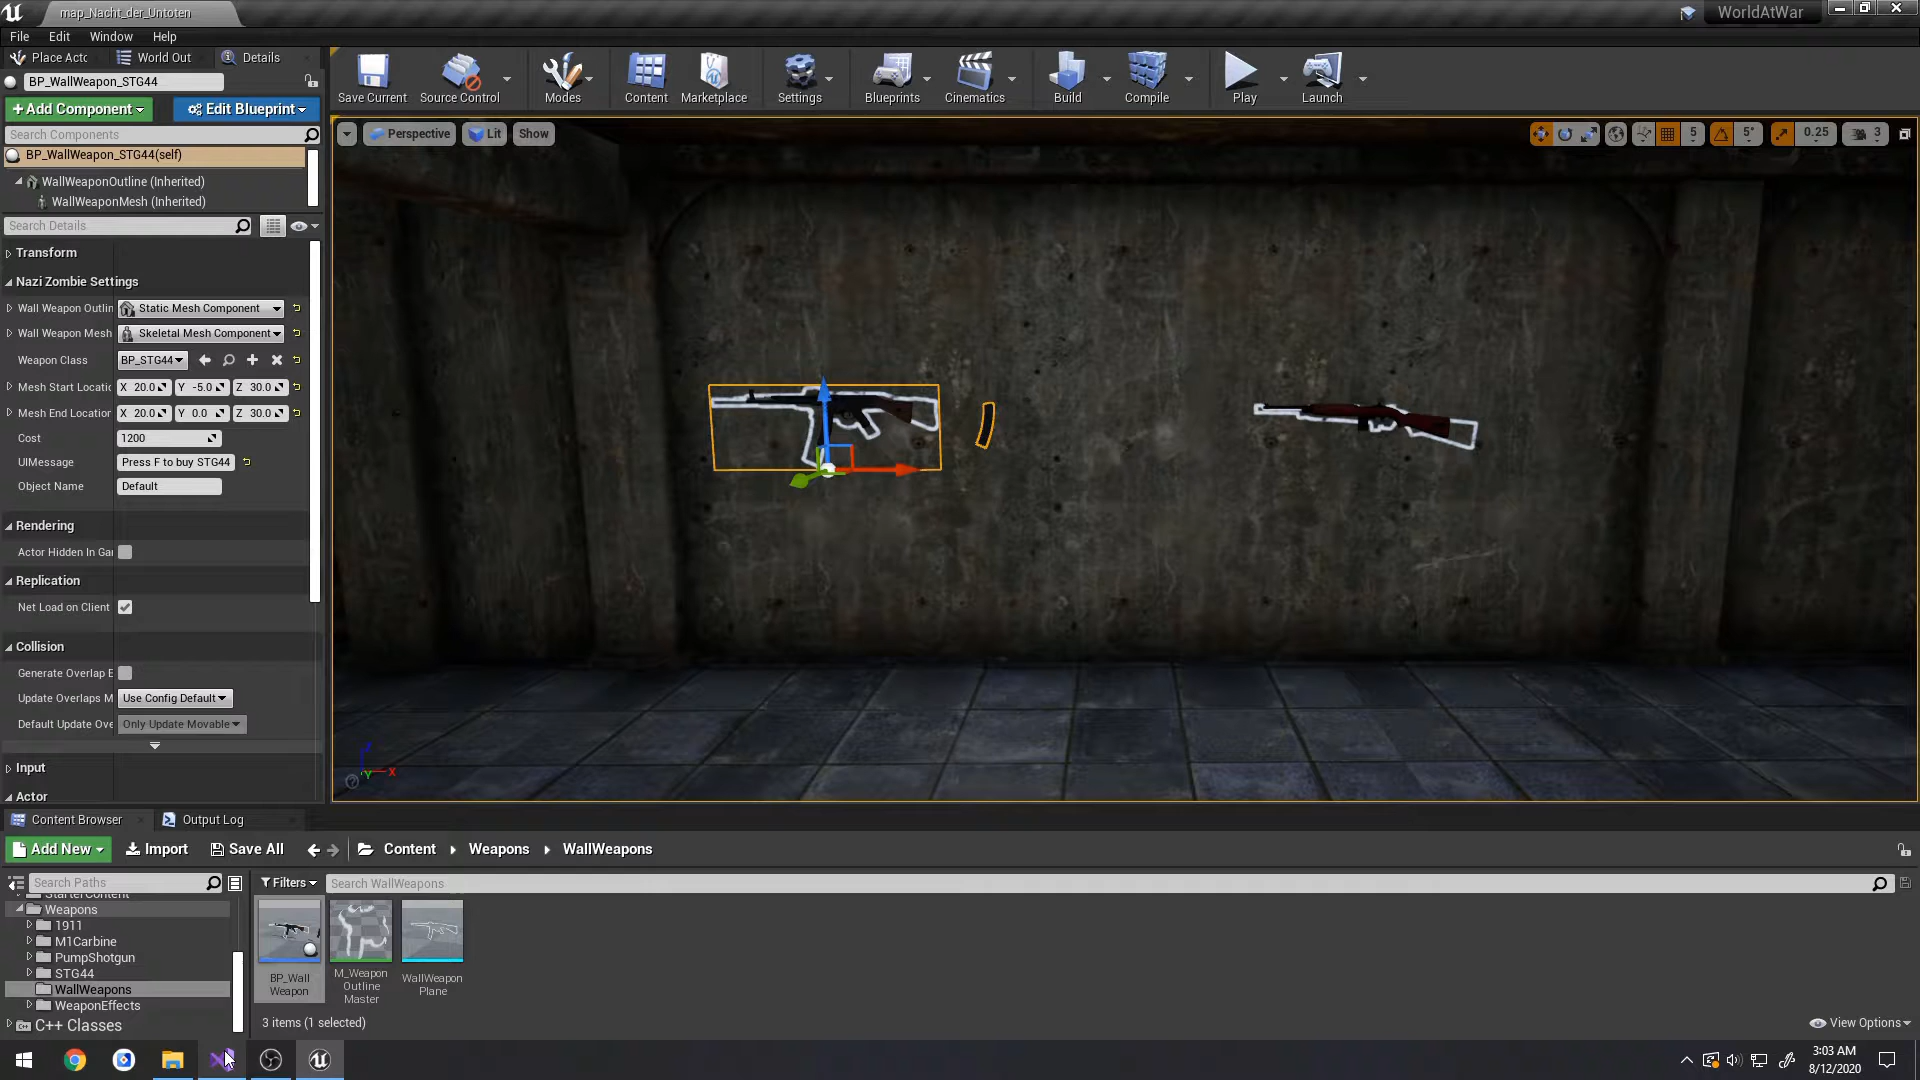 map_Nacht_der_Untoten
WorldAtWar
File Edit Window Help
Place Acto World Out Details
BP_WallWeapon_STG44
+Add Component Edit Blueprint
Search Components
BP_WallWeapon_STG44(self)
WallWeaponOutline (Inherited)
WallWeaponMesh (Inherited)
Search Details
Transform
Nazi Zombie Settings
Wall Weapon Outlin Static Mesh Component
Wall Weapon Mesh Skeletal Mesh Component
Weapon Class BP_STG44
Mesh Start Locatic X 20.0 Y -5.0 Z 30.0
Mesh End Location X 20.0 Y 0.0 Z 30.0
Cost 1200
UIMessage Press F to buy STG44
Object Name Default
Rendering
Actor Hidden In Gar
Replication
Net Load on Client
Collision
Generate Overlap E
Update Overlaps M Use Config Default
Default Update Ove Only Update Movable
Input
Actor
Save Current Source Control Modes Content Marketplace Settings Blueprints Cinematics Build Compile Play Launch
Perspective Lit Show
5 5° 0.25 3
X
Y
Content Browser Output Log
Add New Import Save All Content Weapons WallWeapons
Search Paths Filters Search WallWeapons
StarterContent
Weapons
1911
M1Carbine
PumpShotgun
STG44
WallWeapons
WeaponEffects
C++ Classes
BP_Wall
Weapon
M_Weapon
Outline
Master
WallWeapon
Plane
3 items (1 selected)
View Options
3:03 AM
8/12/2020